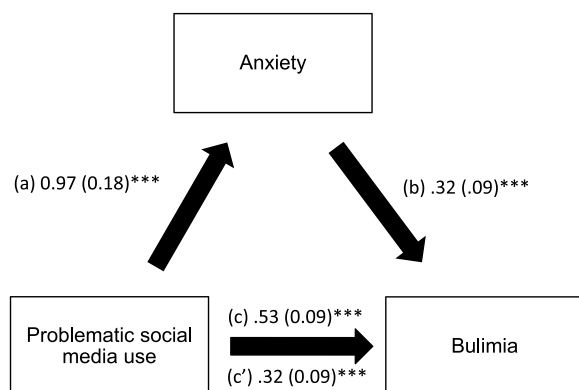 Anxiety
(a) 0.97 (0.18)***
(b) .32 (.09)***
Problematic social
media use
(c) .53 (0.09)***
(c’) .32 (0.09)***
Bulimia